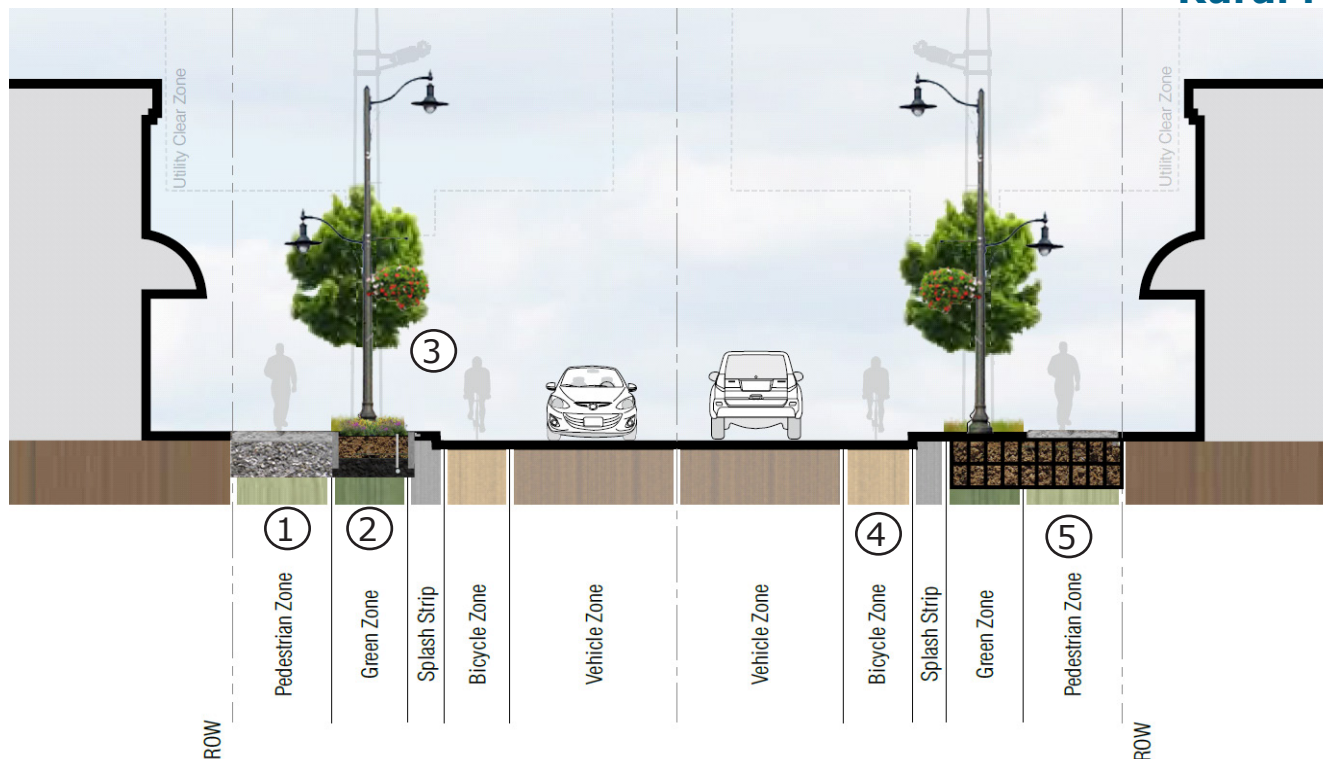 Utility Clear Zone
Utility Clear Zone
3
1
2
4
5
Pedestrian Zone
Green Zone
Splash Strip
Bicycle Zone
Vehicle Zone
Vehicle Zone
Bicycle Zone
Splash Strip
Green Zone
Pedestrian Zone
ROW
ROW